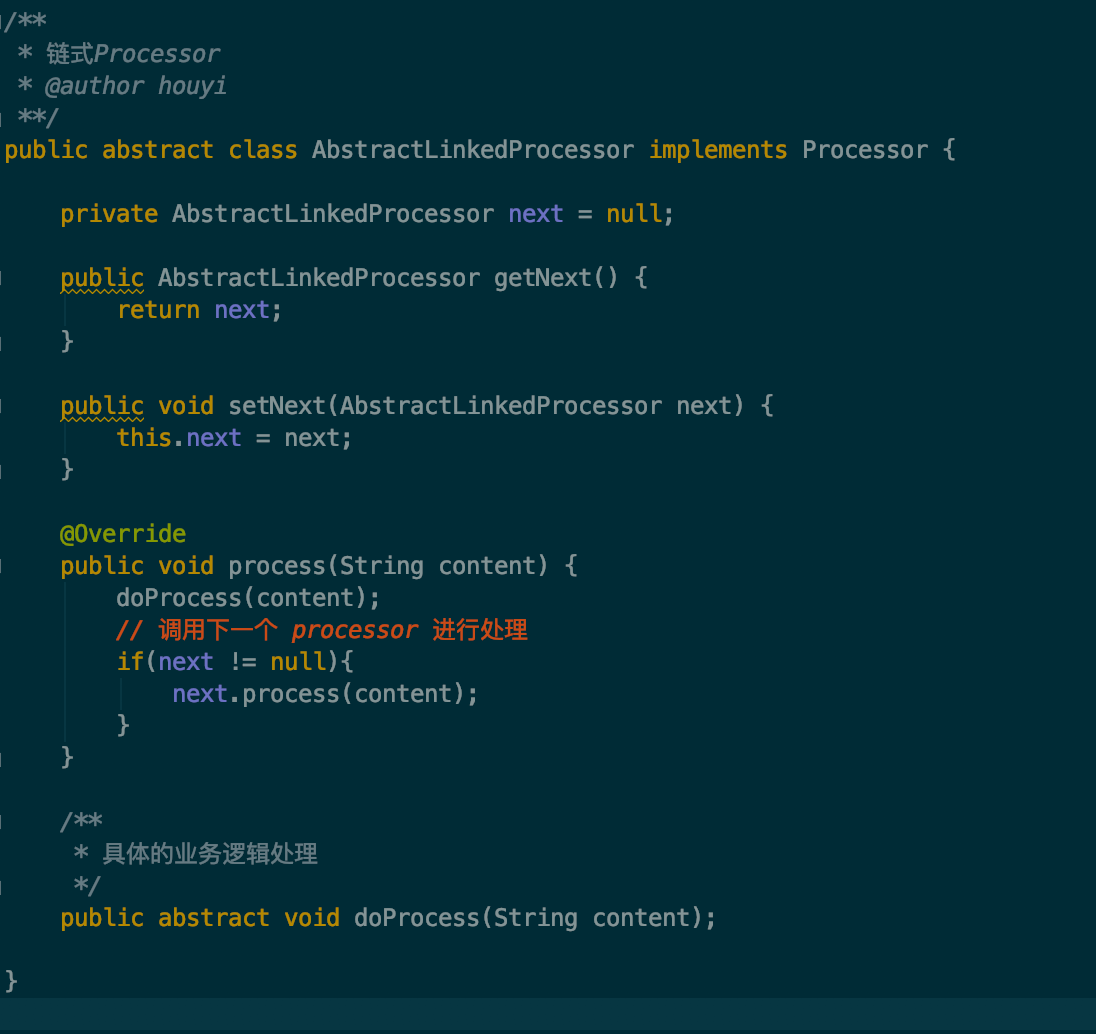 /**
 * 链式Processor
 * @author houyi
 **/
public abstract class AbstractLinkedProcessor implements Processor {
    private AbstractLinkedProcessor next = null;
    public AbstractLinkedProcessor getNext() {
        return next;
    }
    public void setNext(AbstractLinkedProcessor next) {
        this.next = next;
    }
    @Override
    public void process(String content) {
        doProcess(content);
        // 调用下一个 processor 进行处理
        if(next != null){
            next.process(content);
        }
    }
    /**
     * 具体的业务逻辑处理
     */
    public abstract void doProcess(String content);
}